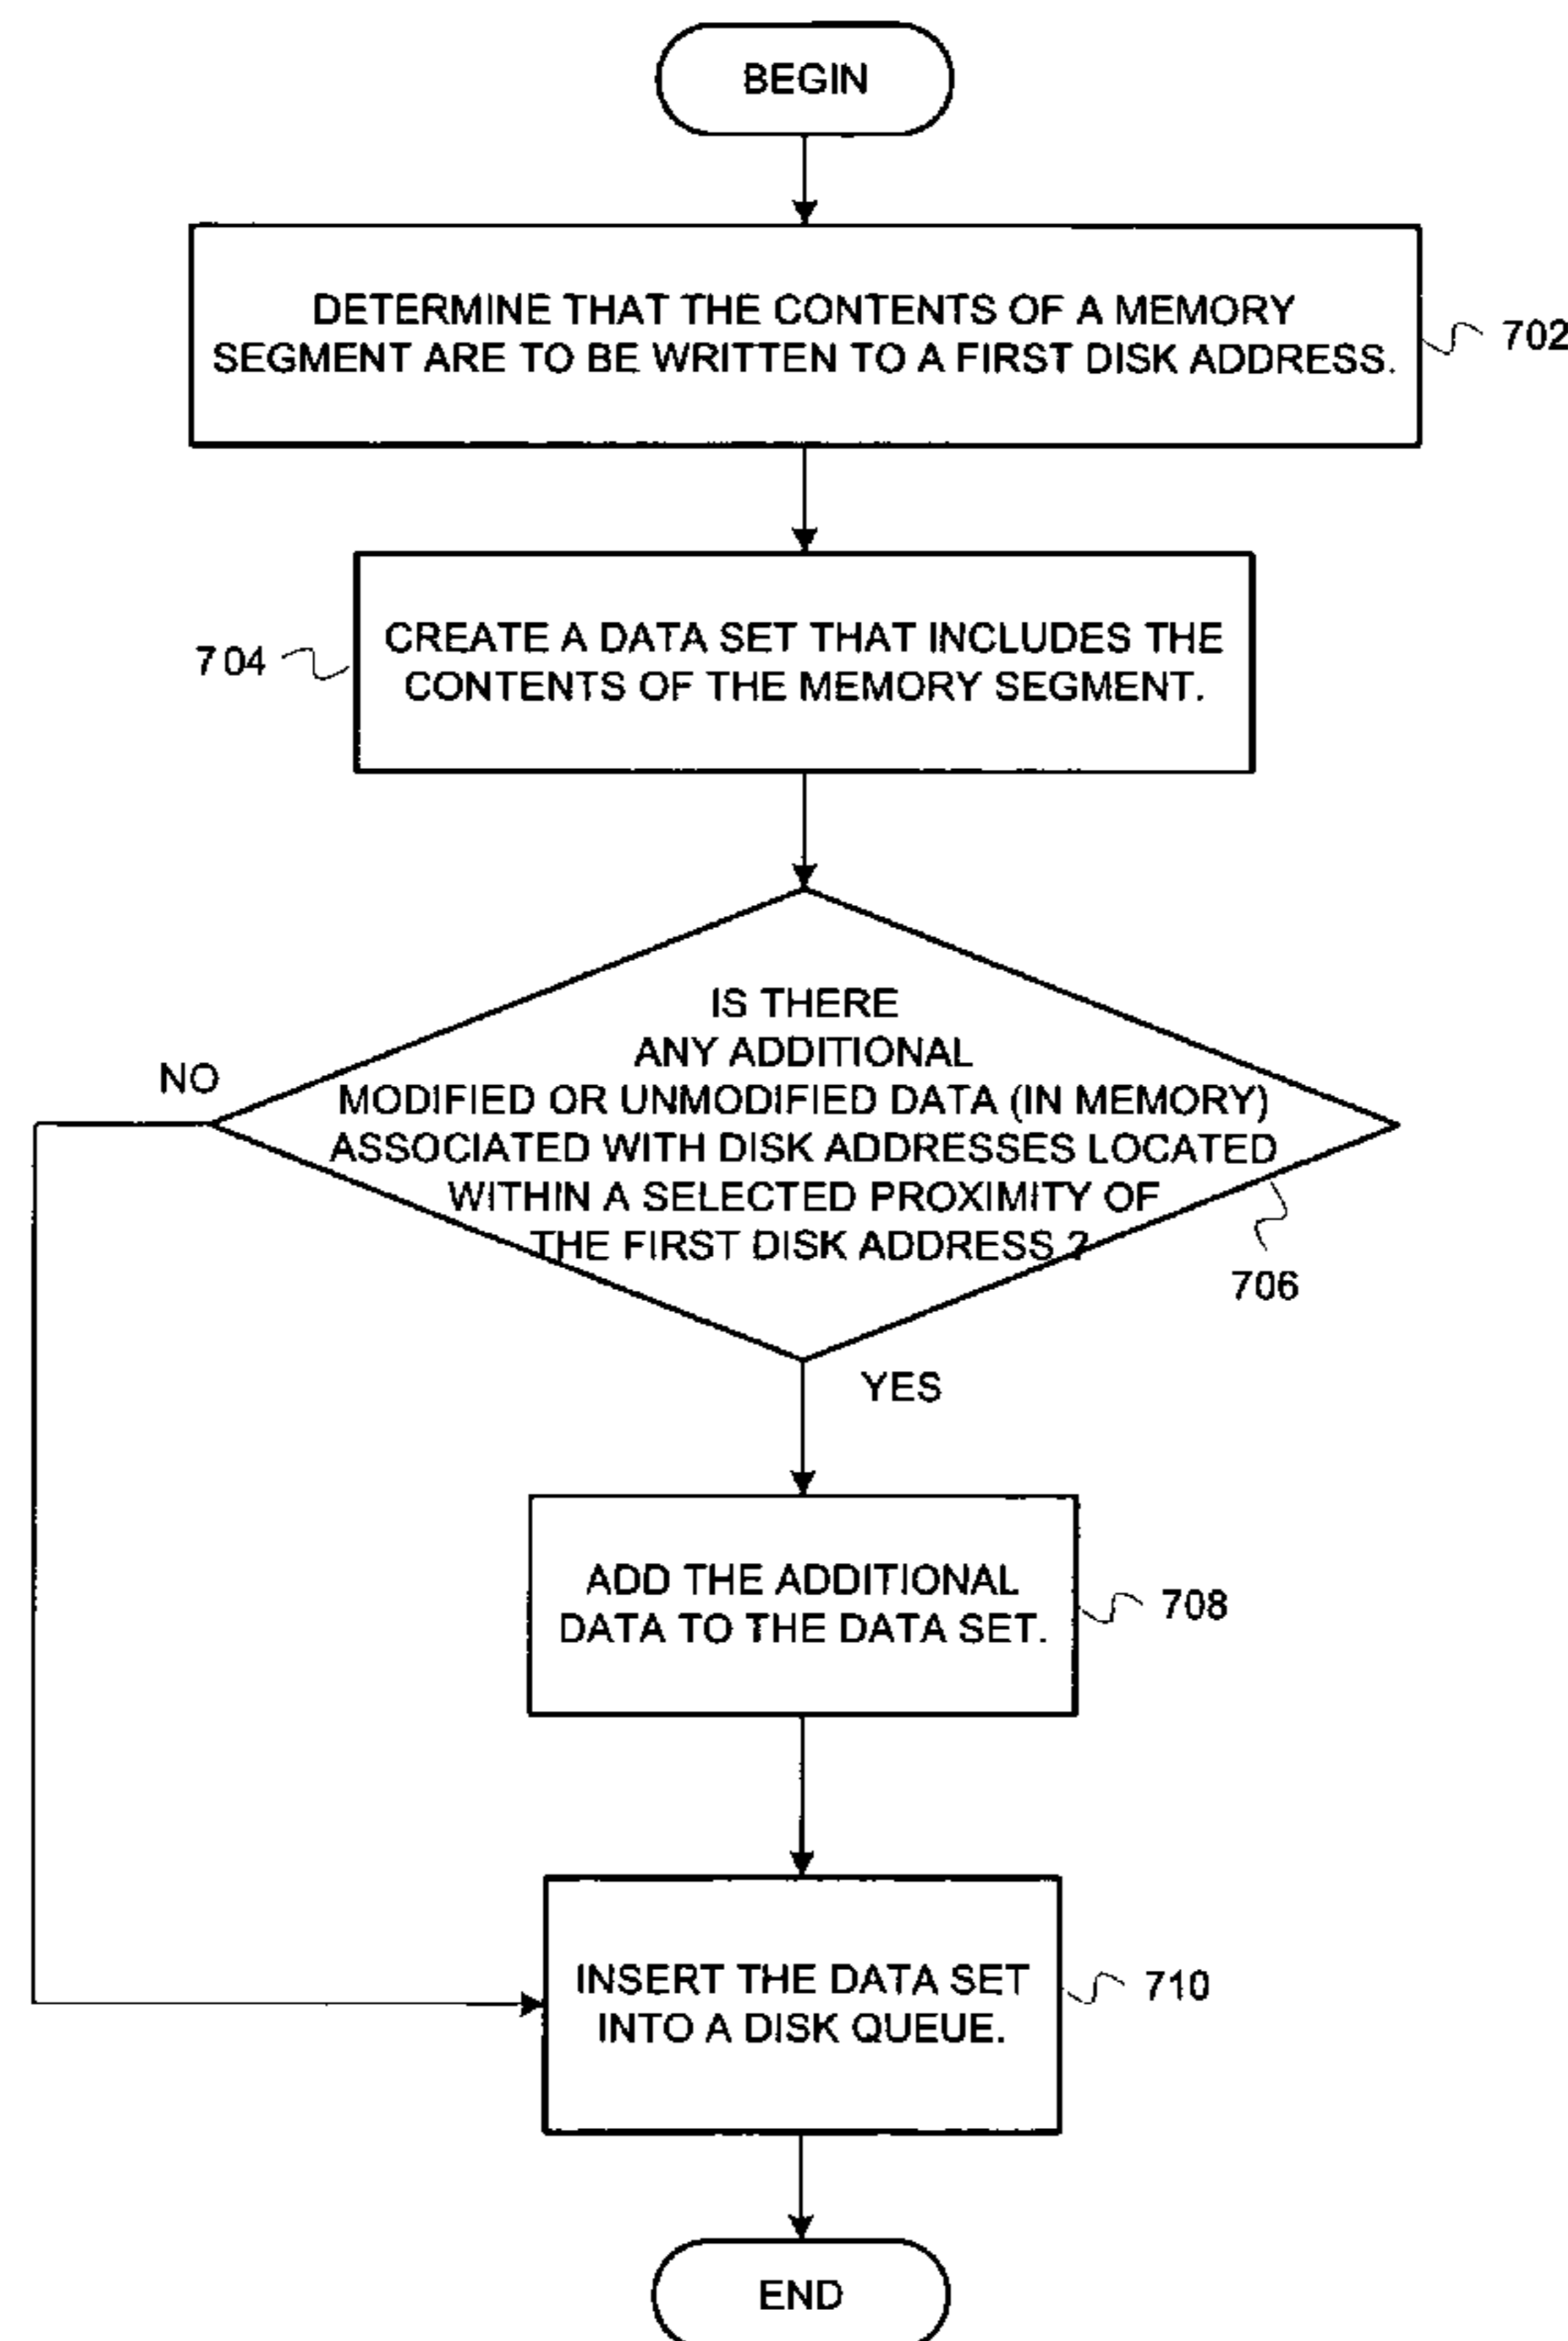 BEGIN
DETERMINE THAT THE CONTENTS OF A MEMORY
SEGMENT ARE TO BE WRITTEN TO A FIRST DISK ADDRESS.
702
CREATE A DATA SET THAT INCLUDES THE
CONTENTS OF THE MEMORY SEGMENT.
704
IS THERE
ANY ADDITIONAL
MODIFIED OR UNMODIFIED DATA (IN MEMORY)
ASSOCIATED WITH DISK ADDRESSES LOCATED
WITHIN A SELECTED PROXIMITY OF
THE FIRST DISK ADDRESS ?
NO
706
YES
ADD THE ADDITIONAL
DATA TO THE DATA SET.
708
INSERT THE DATA SET
INTO A DISK QUEUE.
710
END